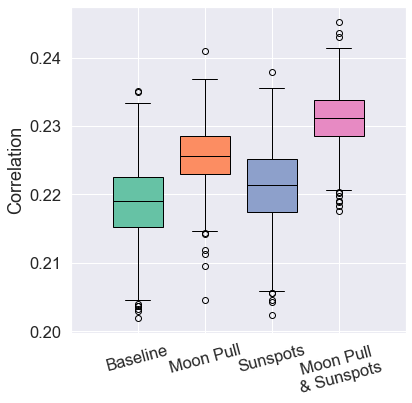 0.24
0.23
0.22
0.21
0.20
Correlation
Baseline
Moon Pull
Sunspots
Moon Pull
& Sunspots